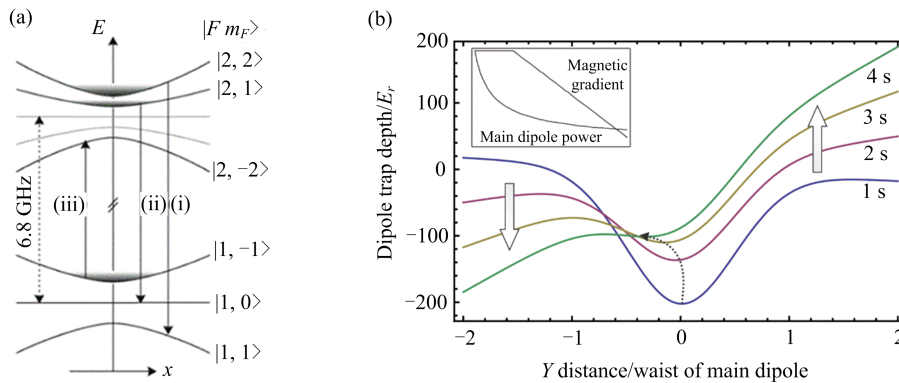 (a)
E
|F m_F⟩
|2, 2⟩
|2, 1⟩
|2, −2⟩
6.8 GHz
(iii)
(ii)
(i)
|1, −1⟩
|1, 0⟩
|1, 1⟩
x
(b)
Dipole trap depth/E_r
200
100
0
−100
−200
Magnetic
gradient
Main dipole power
4 s
3 s
2 s
1 s
−2
−1
0
1
2
Y distance/waist of main dipole